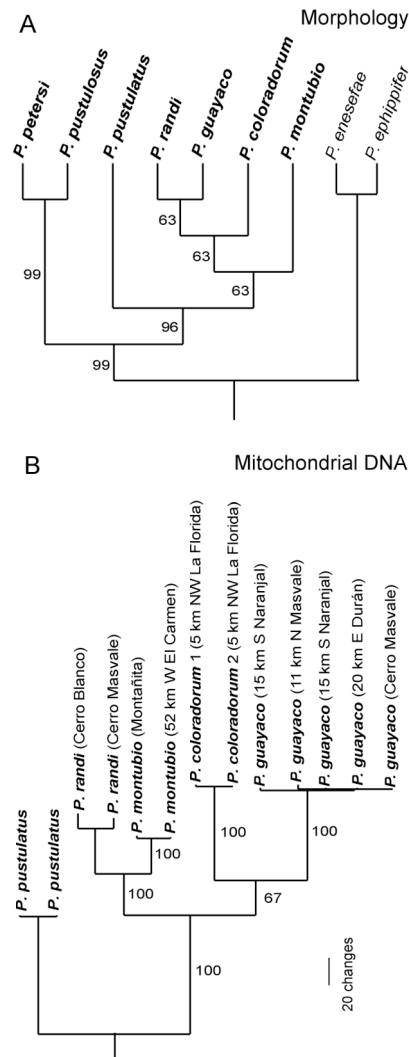 A
Morphology
P. petersi
P. pustulosus
P. pustulatus
P. randi
P. guayaco
P. coloradorum
P. montubio
P. enesefae
P. ephippifer
63
63
63
99
96
99
B
Mitochondrial DNA
P. pustulatus
P. pustulatus
P. randi (Cerro Blanco)
P. randi (Cerro Masvale)
P. montubio (Montañita)
P. montubio (52 km W El Carmen)
P. coloradorum 1 (5 km NW La Florida)
P. coloradorum 2 (5 km NW La Florida)
P. guayaco (15 km S Naranjal)
P. guayaco (11 km N Masvale)
P. guayaco (15 km S Naranjal)
P. guayaco (20 km E Durán)
P. guayaco (Cerro Masvale)
100
100
100
100
67
100
20 changes